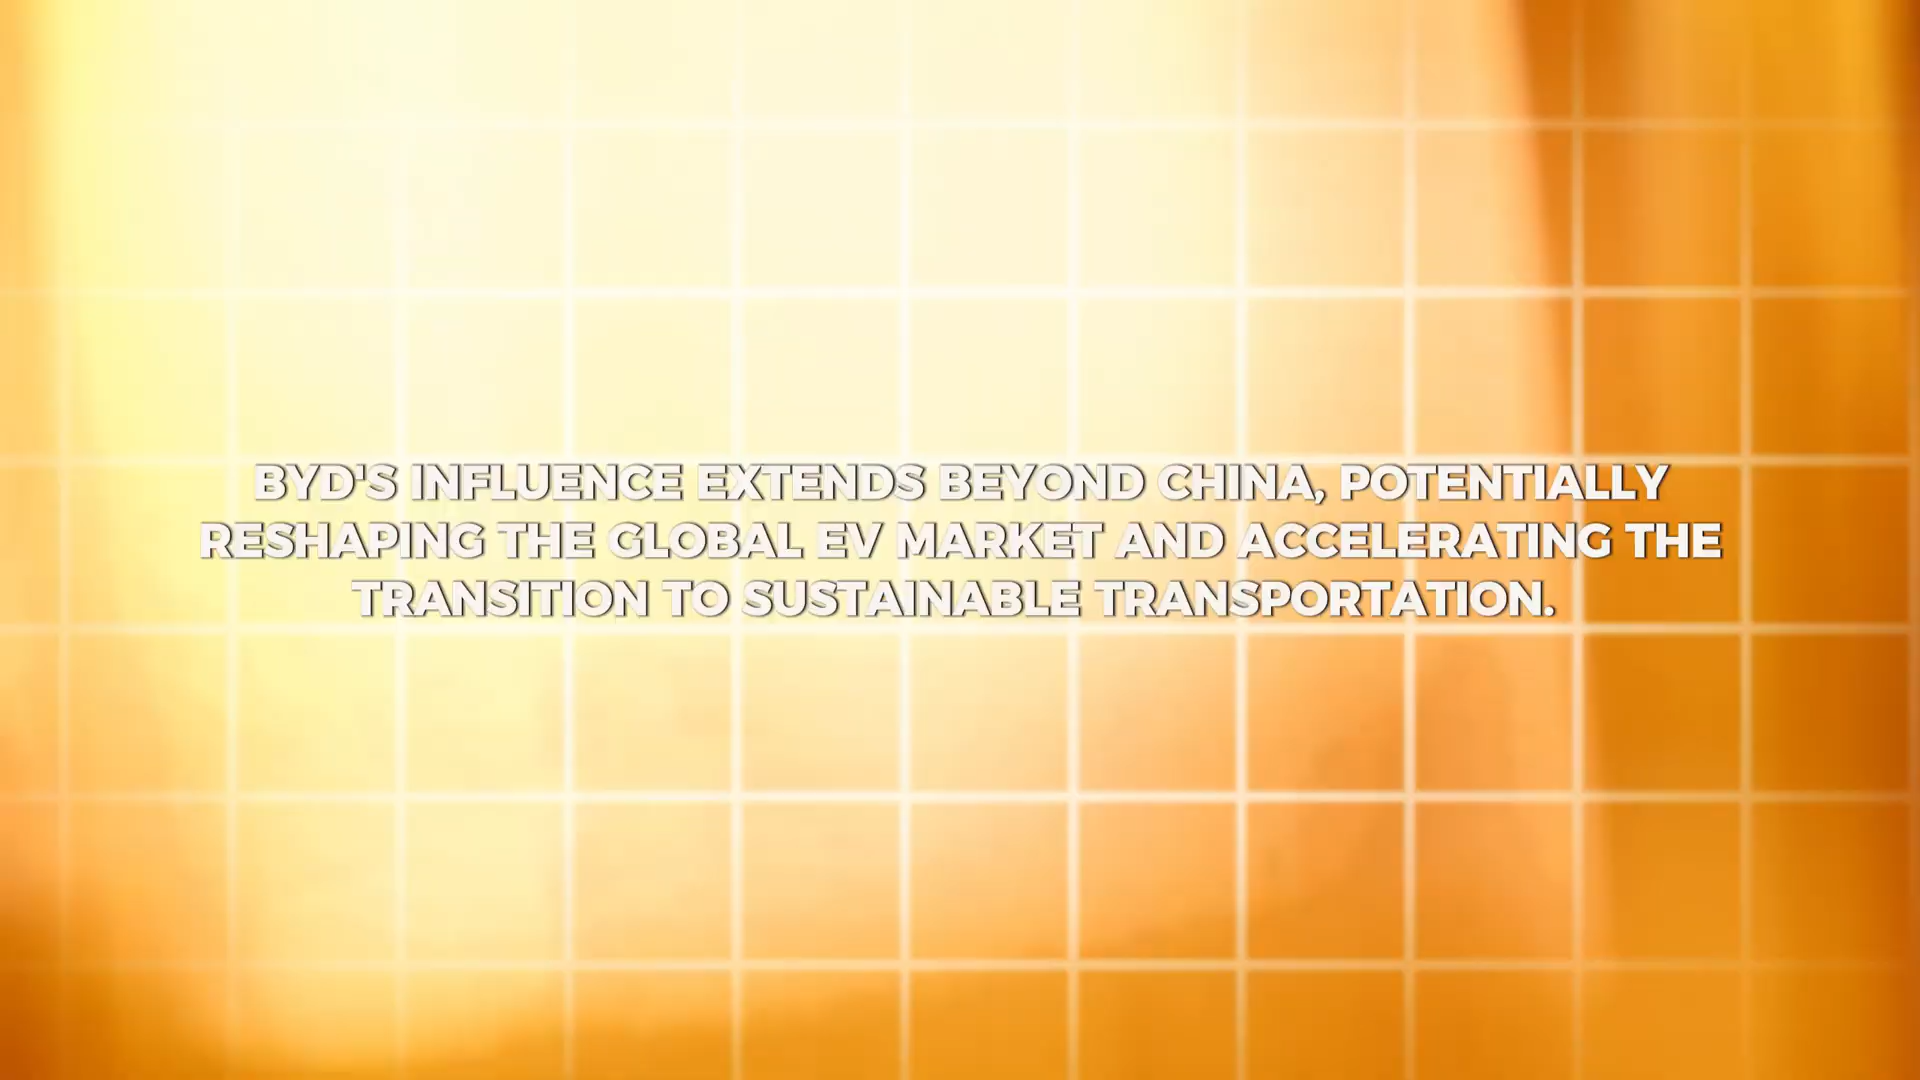 BYD'S INFLUENCE EXTENDS BEYOND CHINA, POTENTIALLY
RESHAPING THE GLOBAL EV MARKET AND ACCELERATING THE
TRANSITION TO SUSTAINABLE TRANSPORTATION.